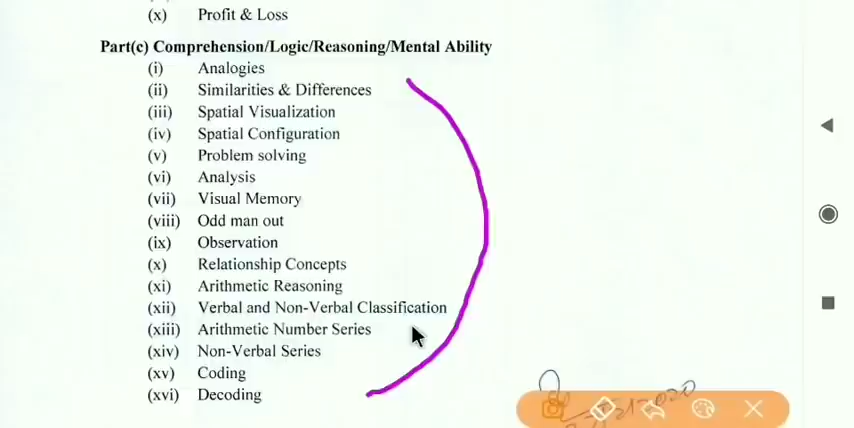 (x) Profit & Loss
Part(c) Comprehension/Logic/Reasoning/Mental Ability
(i) Analogies
(ii) Similarities & Differences
(iii) Spatial Visualization
(iv) Spatial Configuration
(v) Problem solving
(vi) Analysis
(vii) Visual Memory
(viii) Odd man out
(ix) Observation
(x) Relationship Concepts
(xi) Arithmetic Reasoning
(xii) Verbal and Non-Verbal Classification
(xiii) Arithmetic Number Series
(xiv) Non-Verbal Series
(xv) Coding
(xvi) Decoding